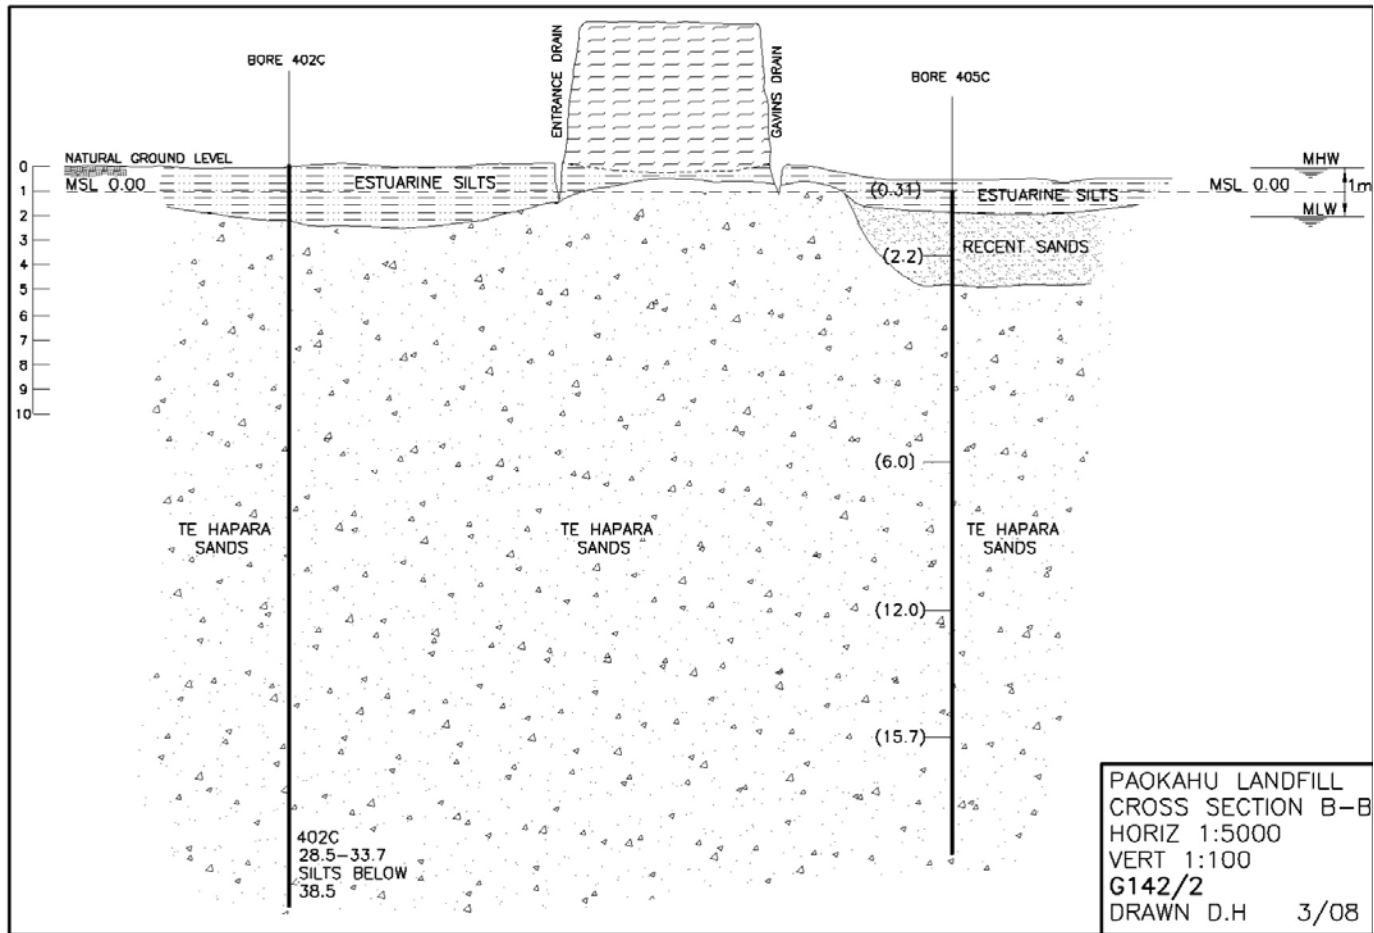 BORE 402C
ENTRANCE DRAIN
GAVINS DRAIN
BORE 405C
NATURAL GROUND LEVEL
MSL 0.00
ESTUARINE SILTS
(0.31)
ESTUARINE SILTS
MSL 0.00
MHW
1m
MLW
0
1
2
3
4
5
6
7
8
9
10
RECENT SANDS
(2.2)
(6.0)
TE HAPARA
SANDS
TE HAPARA
SANDS
TE HAPARA
SANDS
(12.0)
(15.7)
402C
28.5-33.7
SILTS BELOW
38.5
PAOKAHU LANDFILL
CROSS SECTION B-B
HORIZ 1:5000
VERT 1:100
G142/2
DRAWN D.H 3/08